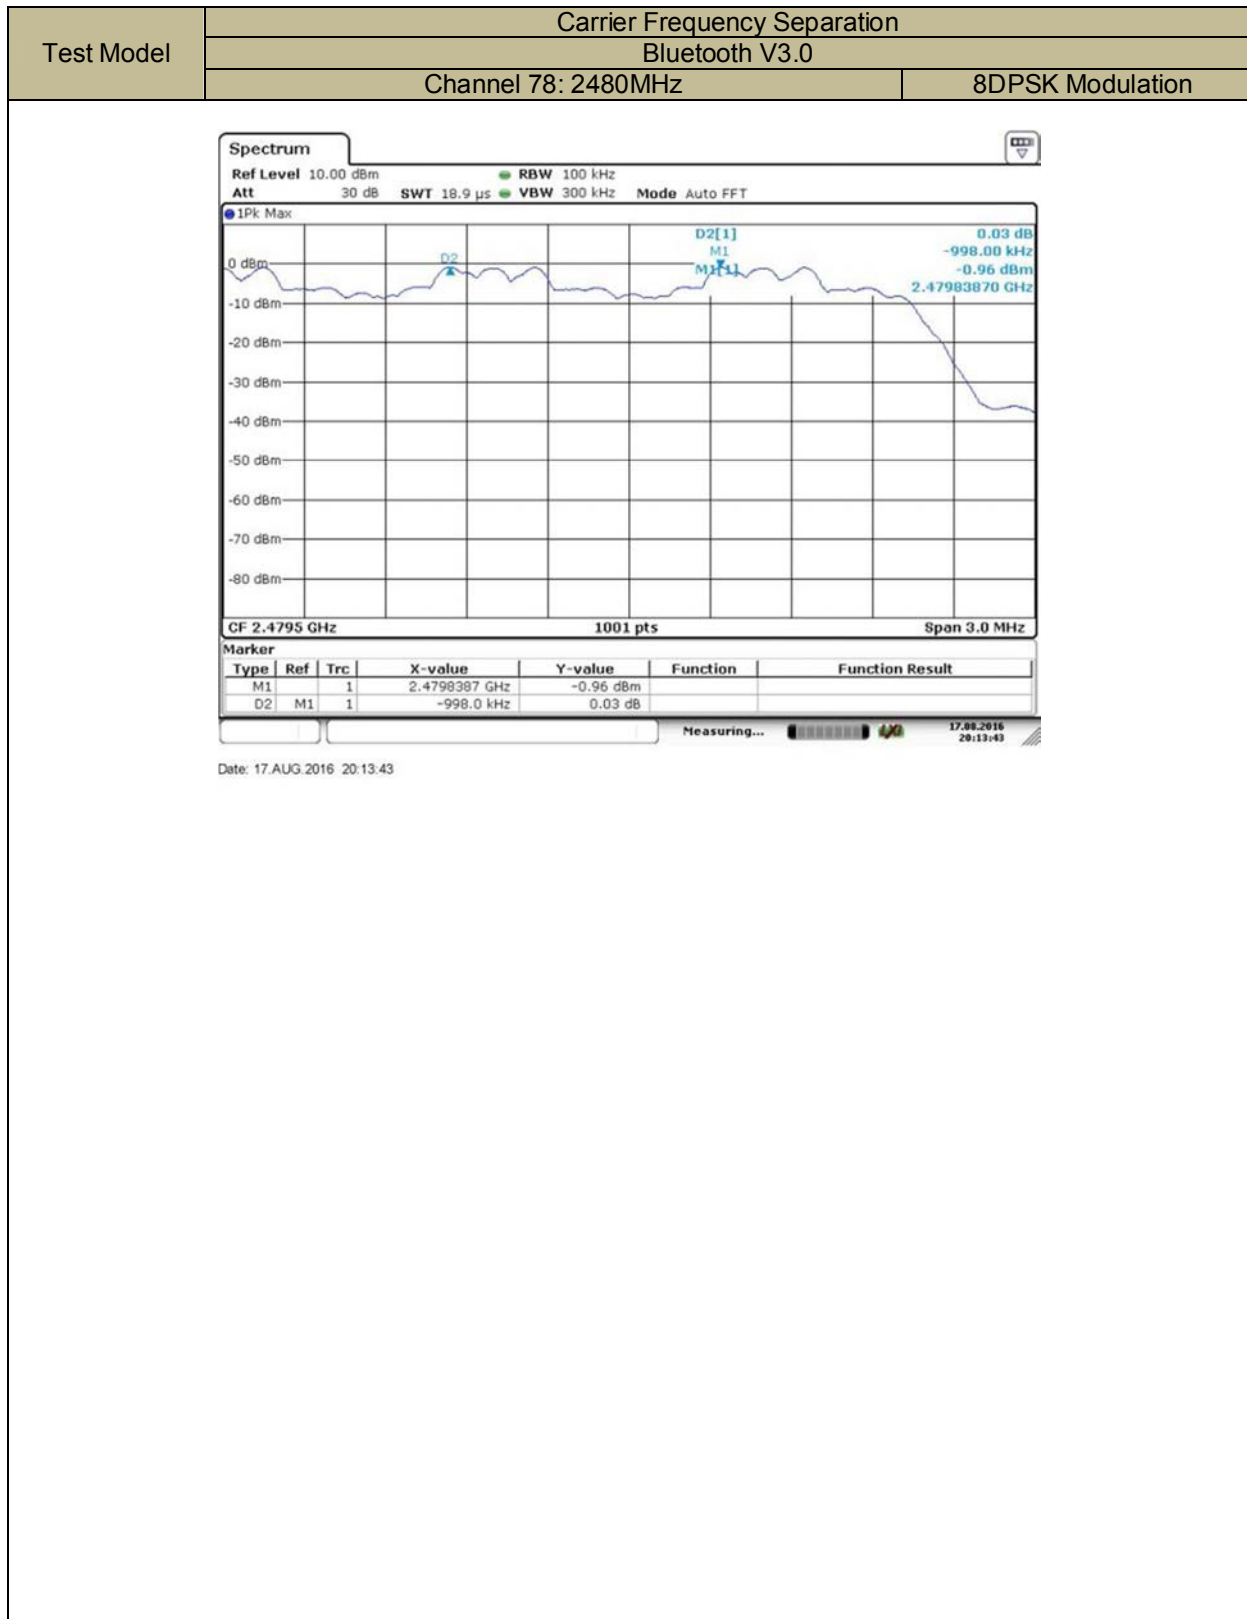 Test Model
Carrier Frequency Separation
Bluetooth V3.0
Channel 78: 2480MHz 8DPSK Modulation
Spectrum
Ref Level 10.00 dBm RBW 100 kHz
Att 30 dB SWT 18.9 µs VBW 300 kHz Mode Auto FFT
1Pk Max
D2[1] 0.03 dB
M1 -998.00 kHz
D2
0 dBm
M1[1] -0.96 dBm
2.47983870 GHz
-10 dBm
-20 dBm
-30 dBm
-40 dBm
-50 dBm
-60 dBm
-70 dBm
-80 dBm
CF 2.4795 GHz 1001 pts Span 3.0 MHz
Marker
Type Ref Trc X-value Y-value Function Function Result
M1 1 2.4798387 GHz -0.96 dBm
D2 M1 1 -998.0 kHz 0.03 dB
Measuring... LXI 17.08.2016
20:13:43
Date: 17.AUG.2016 20:13:43